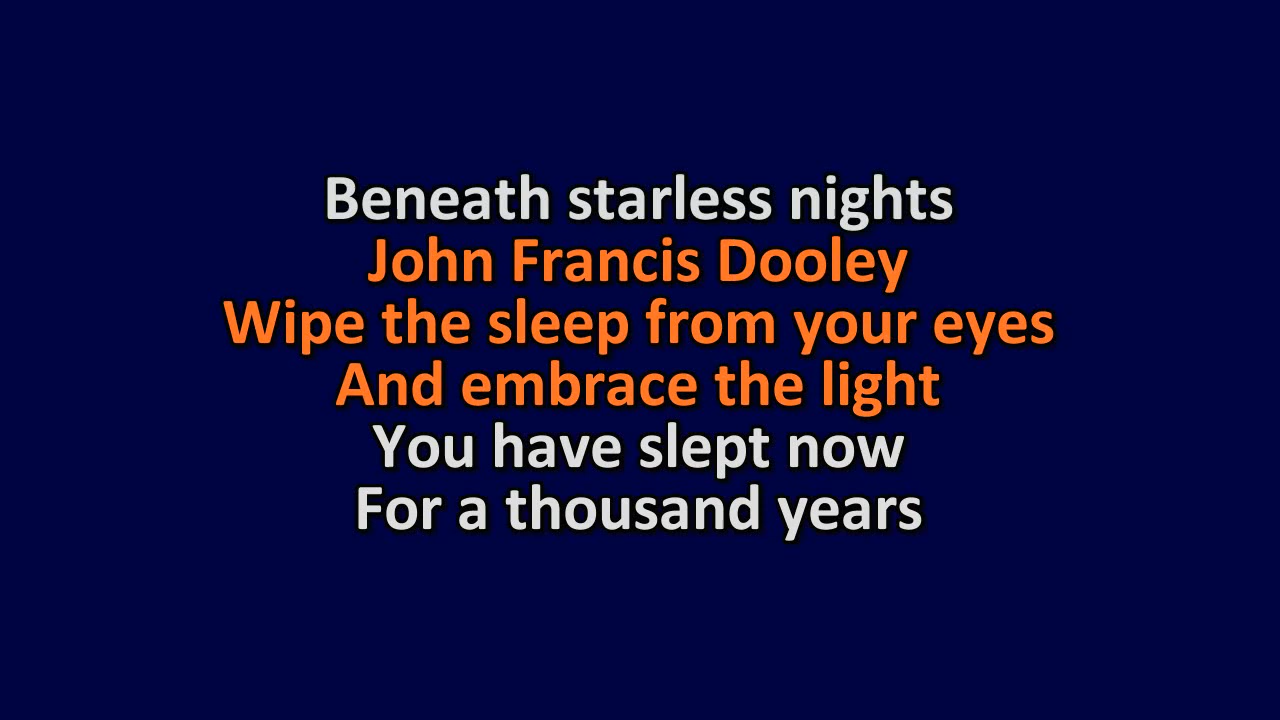 Beneath starless nights
John Francis Dooley
Wipe the sleep from your eyes
And embrace the light
You have slept now
For a thousand years